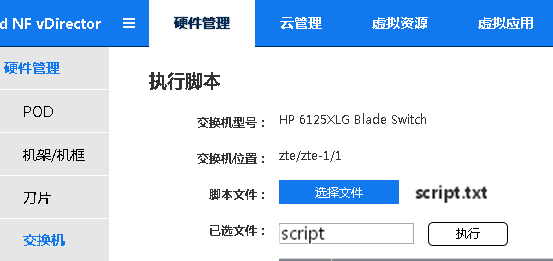 d NF vDirector
硬件管理
云管理
虚拟资源
虚拟应用
硬件管理
POD
机架/机框
刀片
交换机
执行脚本
交换机型号： HP 6125XLG Blade Switch
交换机位置： zte/zte-1/1
脚本文件： 选择文件 script.txt
已选文件： script 执行